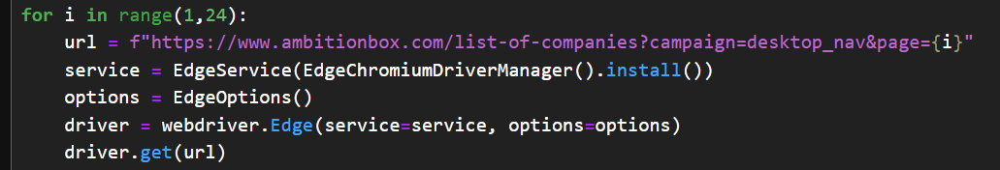 for i in range(1,24):
    url = f"https://www.ambitionbox.com/list-of-companies?campaign=desktop_nav&page={i}"
    service = EdgeService(EdgeChromiumDriverManager().install())
    options = EdgeOptions()
    driver = webdriver.Edge(service=service, options=options)
    driver.get(url)